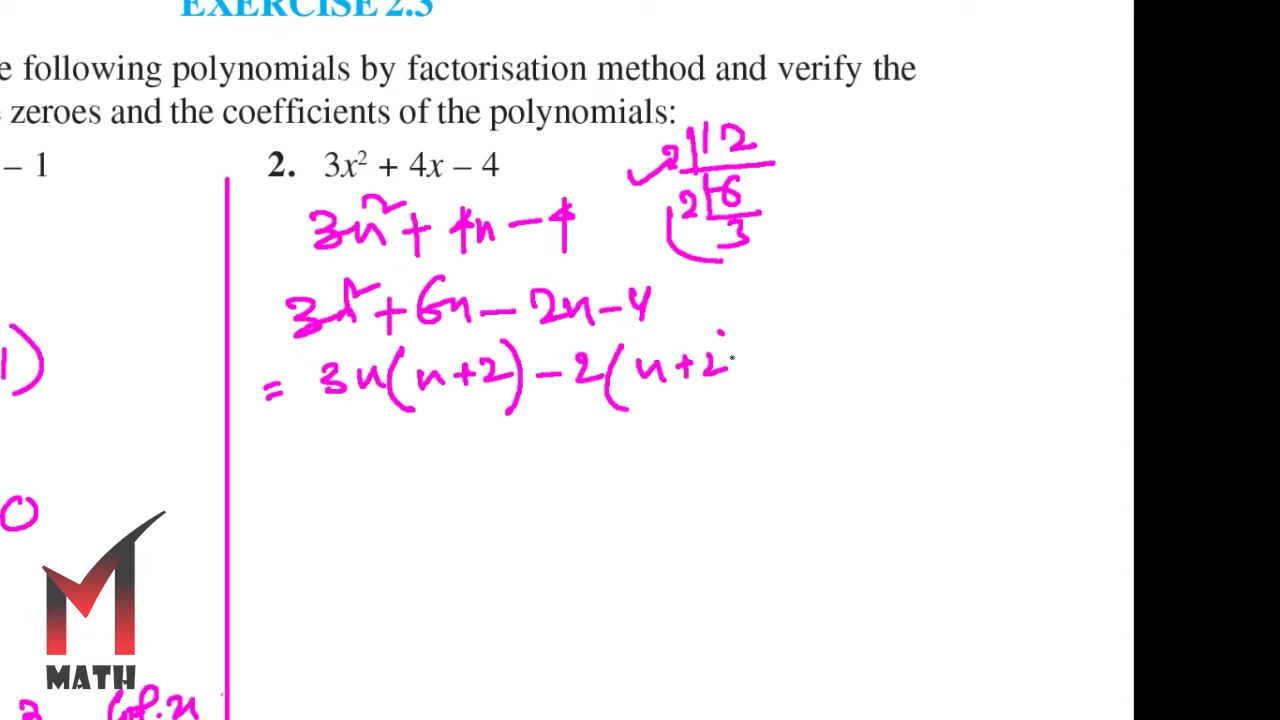 EXERCISE 2.3
e following polynomials by factorisation method and verify the
e zeroes and the coefficients of the polynomials:
– 1
2. 3x² + 4x – 4
2 | 12
2 | 6
3
3x² + 4x – 4
3x² + 6x – 2x – 4
= 3x(x+2) – 2(x+2
1)
0
MATH